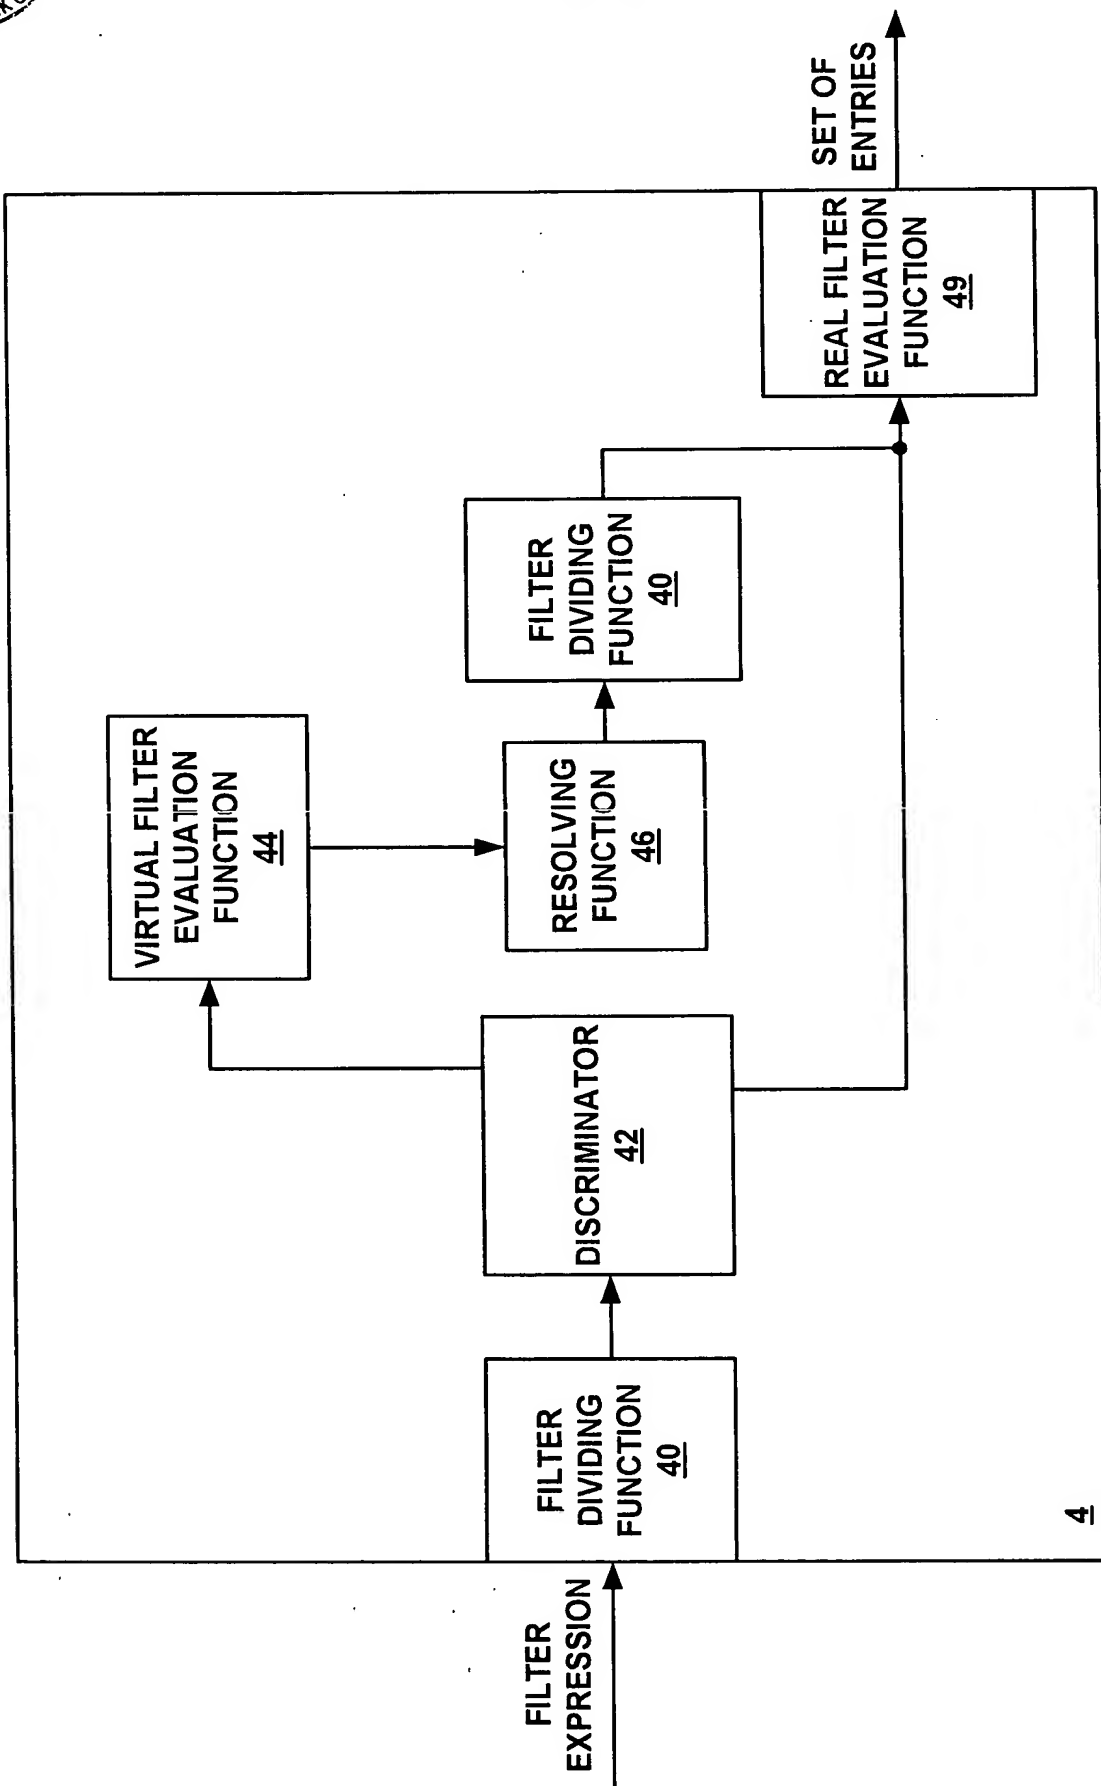 FILTER
EXPRESSION
FILTER
DIVIDING
FUNCTION
40
DISCRIMINATOR
42
VIRTUAL FILTER
EVALUATION
FUNCTION
44
RESOLVING
FUNCTION
46
FILTER
DIVIDING
FUNCTION
40
REAL FILTER
EVALUATION
FUNCTION
49
SET OF
ENTRIES
4